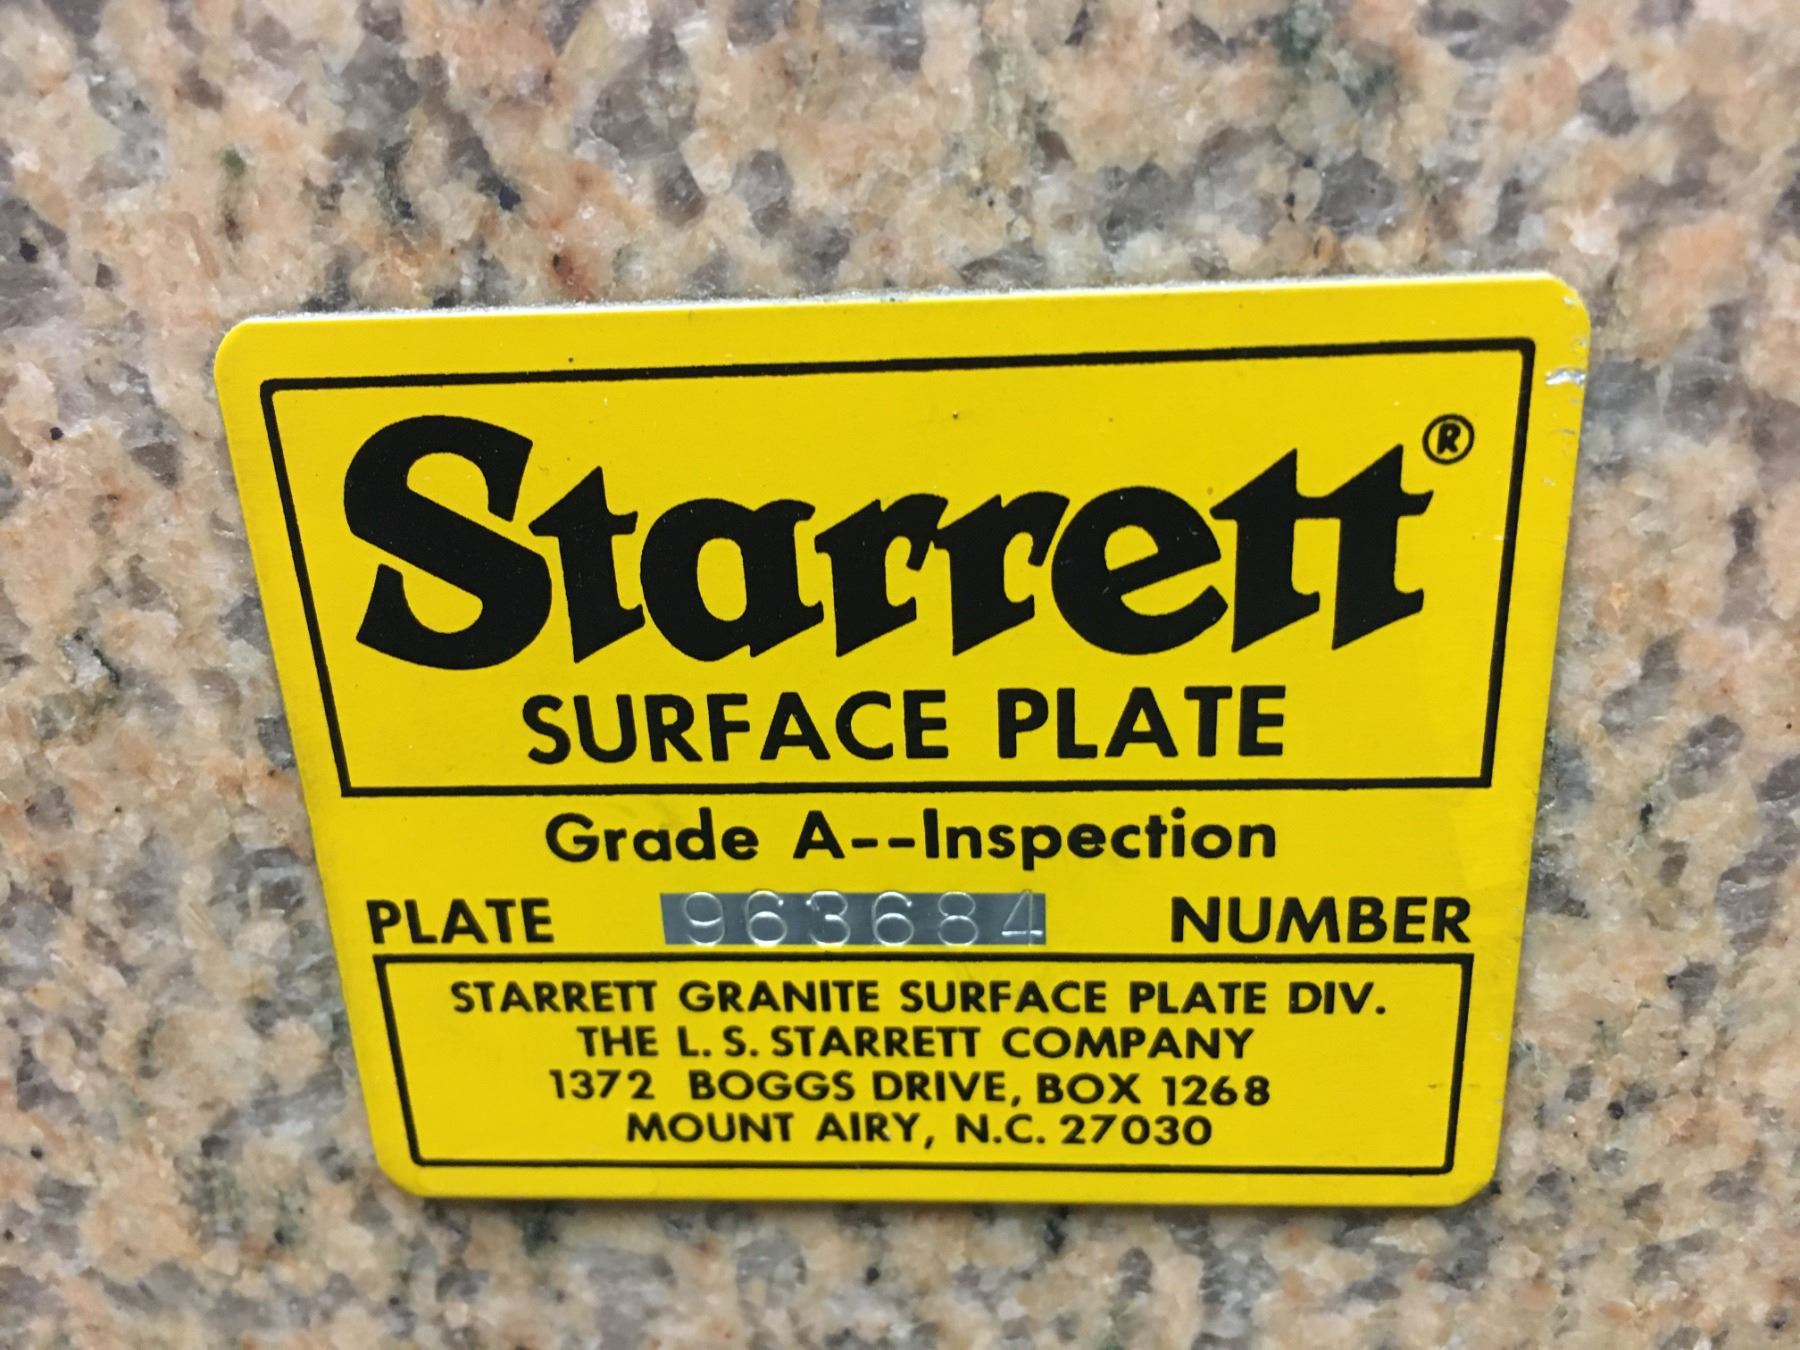 Starrett®
SURFACE PLATE
Grade A--Inspection
PLATE 963684 NUMBER
STARRETT GRANITE SURFACE PLATE DIV.
THE L. S. STARRETT COMPANY
1372 BOGGS DRIVE, BOX 1268
MOUNT AIRY, N.C. 27030